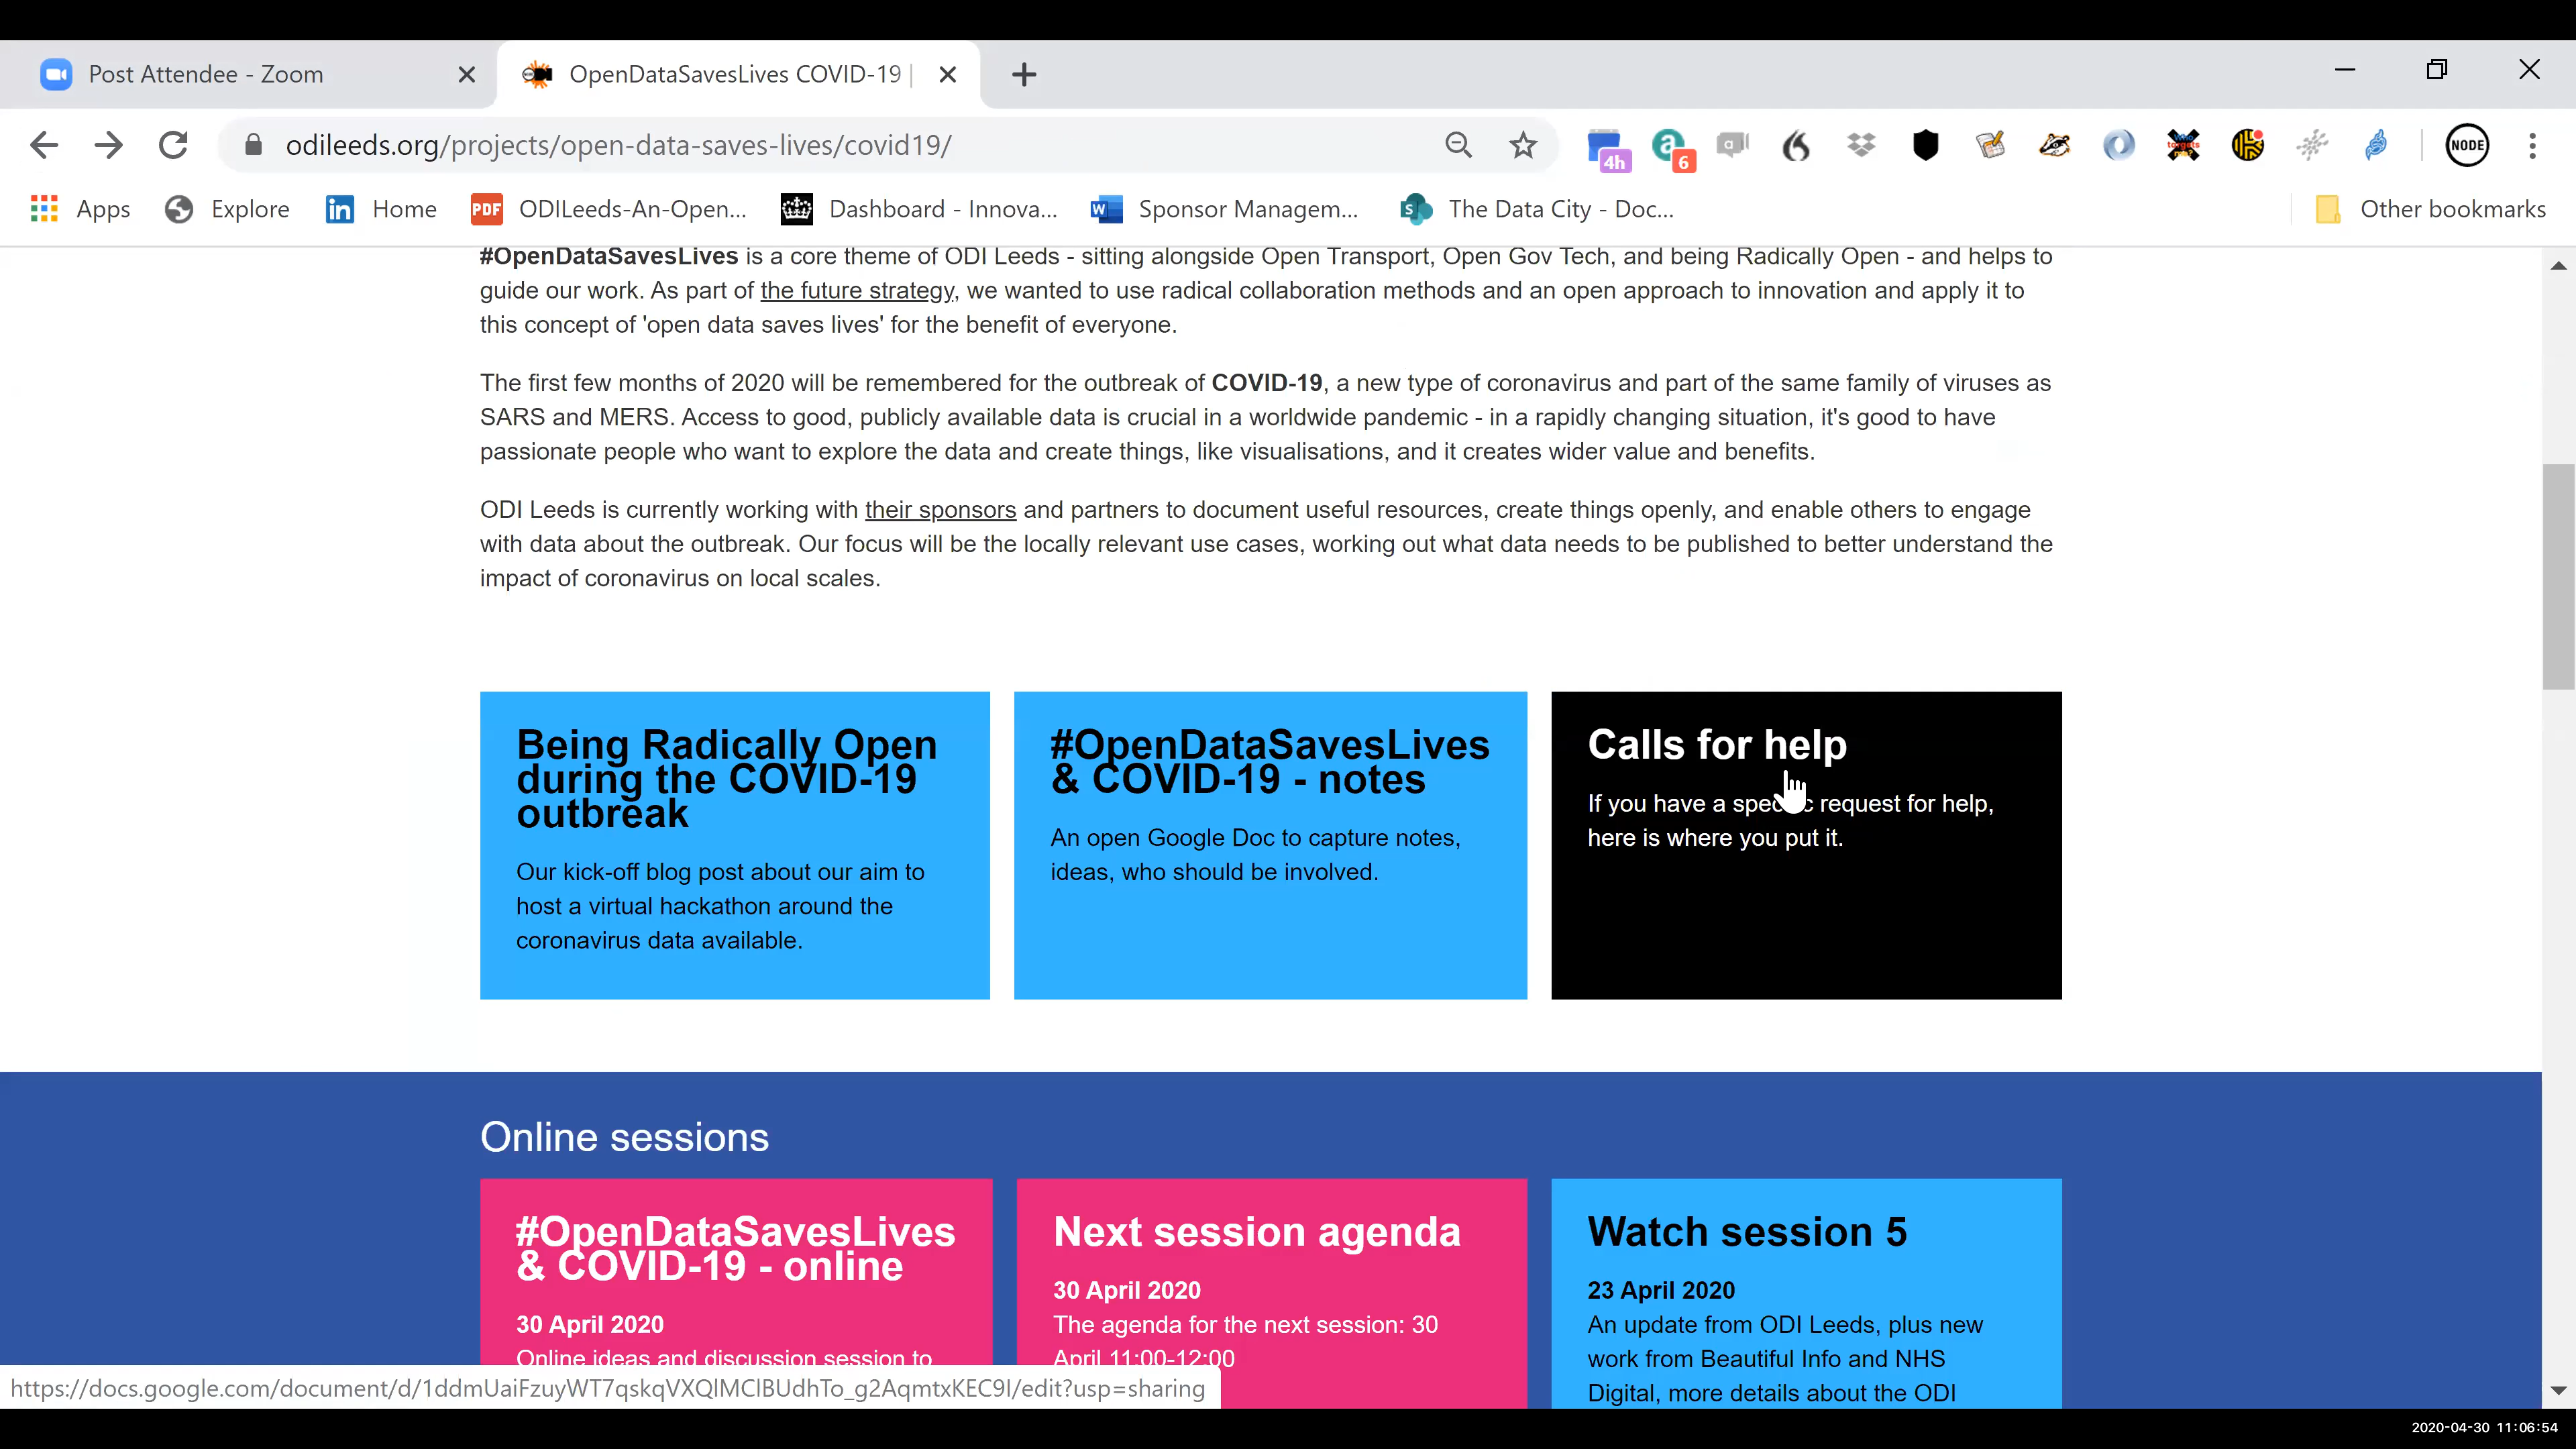 Post Attendee - Zoom
OpenDataSavesLives COVID-19 |
odileeds.org/projects/open-data-saves-lives/covid19/
4h
a
6
a
targets
NODE
Apps
Explore
in
Home
PDF
ODILeeds-An-Open...
Dashboard - Innova...
W
Sponsor Managem...
S
The Data City - Doc...
Other bookmarks
#OpenDataSavesLives is a core theme of ODI Leeds - sitting alongside Open Transport, Open Gov Tech, and being Radically Open - and helps to
guide our work. As part of the future strategy, we wanted to use radical collaboration methods and an open approach to innovation and apply it to
this concept of 'open data saves lives' for the benefit of everyone.
The first few months of 2020 will be remembered for the outbreak of COVID-19, a new type of coronavirus and part of the same family of viruses as
SARS and MERS. Access to good, publicly available data is crucial in a worldwide pandemic - in a rapidly changing situation, it's good to have
passionate people who want to explore the data and create things, like visualisations, and it creates wider value and benefits.
ODI Leeds is currently working with their sponsors and partners to document useful resources, create things openly, and enable others to engage
with data about the outbreak. Our focus will be the locally relevant use cases, working out what data needs to be published to better understand the
impact of coronavirus on local scales.
Being Radically Open
during the COVID-19
outbreak
Our kick-off blog post about our aim to
host a virtual hackathon around the
coronavirus data available.
#OpenDataSavesLives
& COVID-19 - notes
An open Google Doc to capture notes,
ideas, who should be involved.
Calls for help
If you have a specific request for help,
here is where you put it.
Online sessions
#OpenDataSavesLives
& COVID-19 - online
30 April 2020
Online ideas and discussion session to
Next session agenda
30 April 2020
The agenda for the next session: 30
April 11:00-12:00
Watch session 5
23 April 2020
An update from ODI Leeds, plus new
work from Beautiful Info and NHS
Digital, more details about the ODI
https://docs.google.com/document/d/1ddmUaiFzuyWT7qskqVXQIMCIBUdhTo_g2AqmtxKEC9I/edit?usp=sharing
2020-04-30 11:06:54